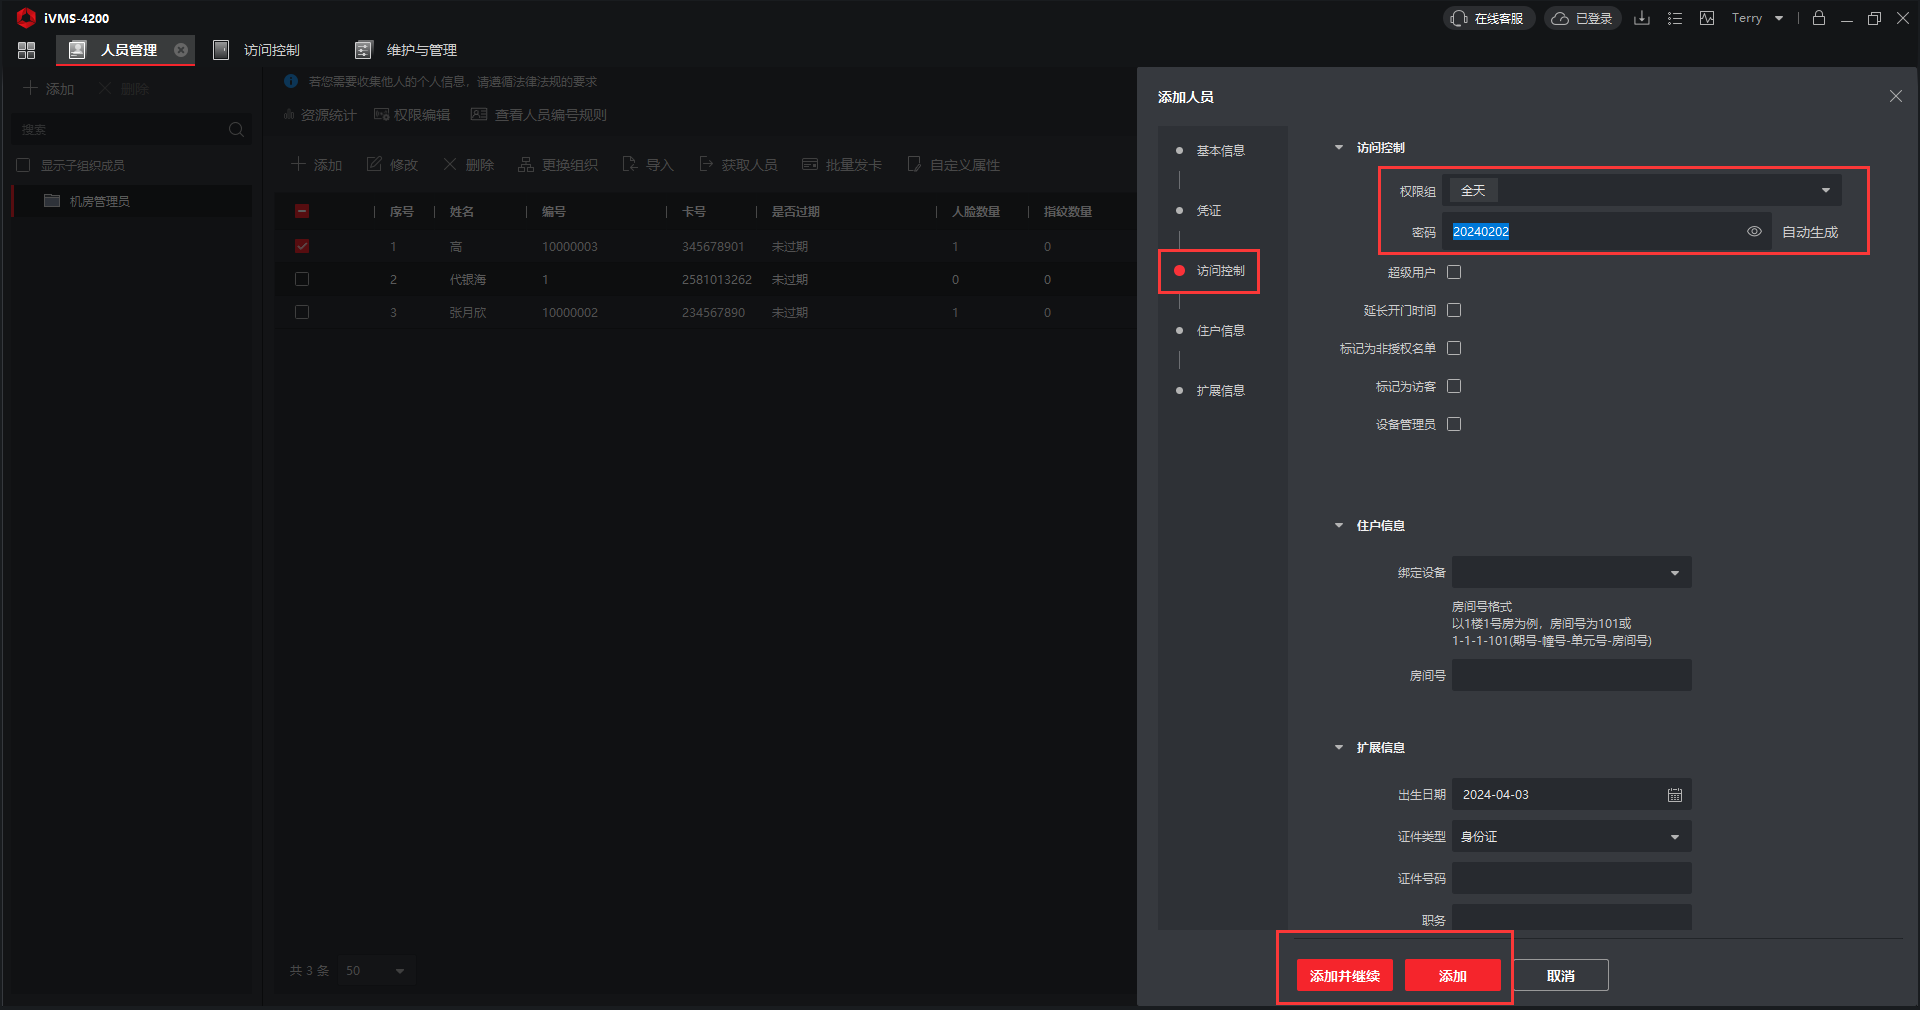 iVMS-4200
在线客服
已登录
Terry
人员管理
访问控制
维护与管理
添加
删除
搜索
显示子组织成员
机房管理员
若您需要收集他人的个人信息，请遵循法律法规的要求
资源统计
权限编辑
查看人员编号规则
添加
修改
删除
更换组织
导入
获取人员
批量发卡
自定义属性
序号 姓名 编号 卡号 是否过期 人脸数量 指纹数量
1 高 10000003 345678901 未过期 1 0
2 代银海 1 2581013262 未过期 0 0
3 张月欣 10000002 234567890 未过期 1 0
共 3 条 50
添加人员
基本信息
凭证
访问控制
住户信息
扩展信息
访问控制
权限组 全天
密码 20240202 自动生成
超级用户
延长开门时间
标记为非授权名单
标记为访客
设备管理员
住户信息
绑定设备
房间号格式
以1楼1号房为例，房间号为101或
1-1-1-101(期号-幢号-单元号-房间号)
房间号
扩展信息
出生日期 2024-04-03
证件类型 身份证
证件号码
职务
添加并继续
添加
取消